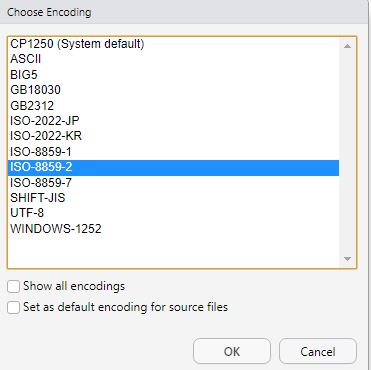 Choose Encoding
CP1250 (System default)
ASCII
BIG5
GB18030
GB2312
ISO-2022-JP
ISO-2022-KR
ISO-8859-1
ISO-8859-2
ISO-8859-7
SHIFT-JIS
UTF-8
WINDOWS-1252
Show all encodings
Set as default encoding for source files
OK Cancel